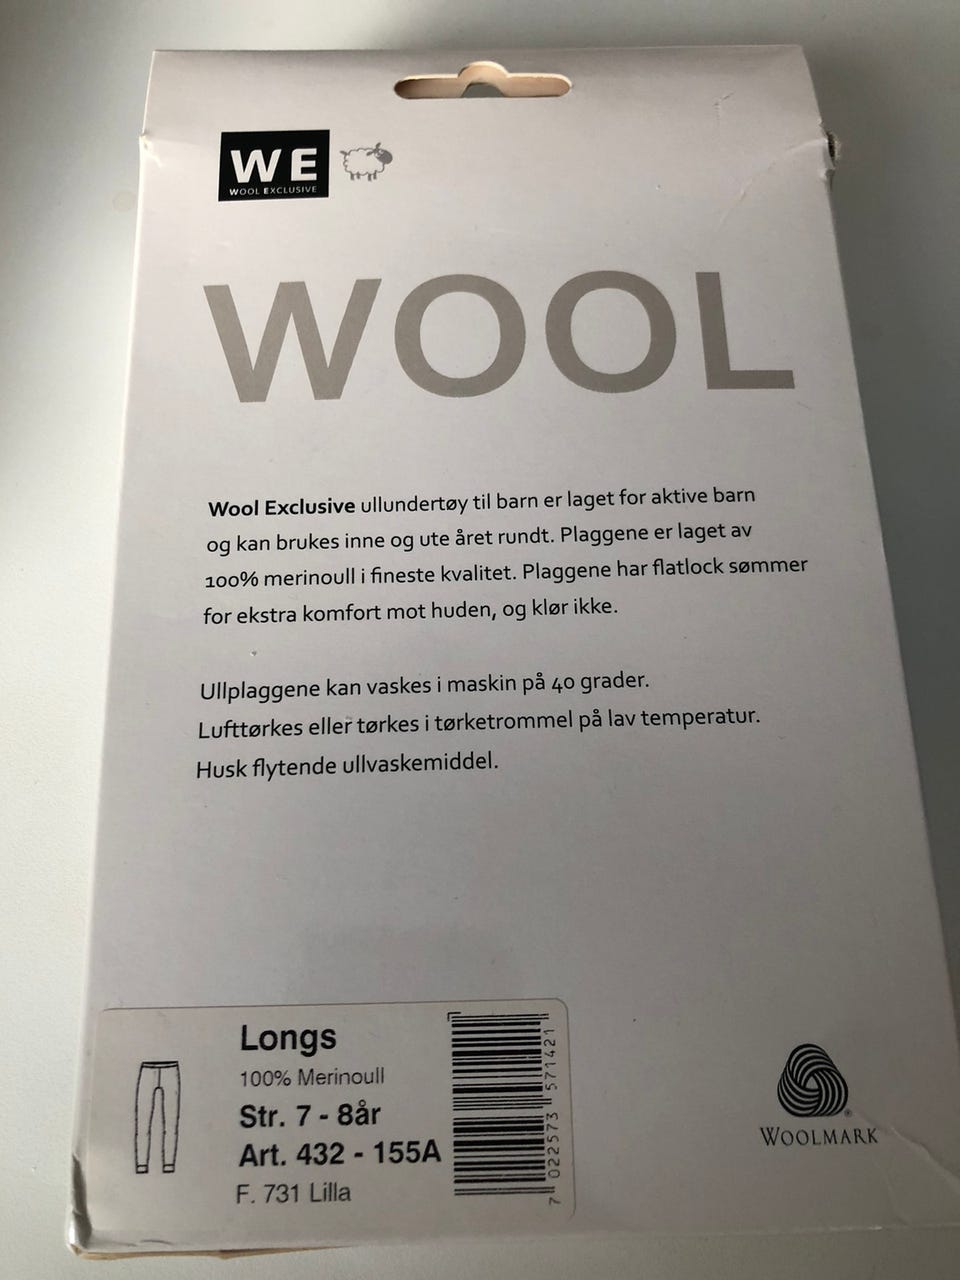 WE
WOOL EXCLUSIVE
WOOL
Wool Exclusive ullundertøy til barn er laget for aktive barn
og kan brukes inne og ute året rundt. Plaggene er laget av
100% merinoull i fineste kvalitet. Plaggene har flatlock sømmer
for ekstra komfort mot huden, og klør ikke.
Ullplaggene kan vaskes i maskin på 40 grader.
Lufttørkes eller tørkes i tørketrommel på lav temperatur.
Husk flytende ullvaskemiddel.
Longs
100% Merinoull
Str. 7 - 8år
Art. 432 - 155A
F. 731 Lilla
7 022573 571421
WOOLMARK
®